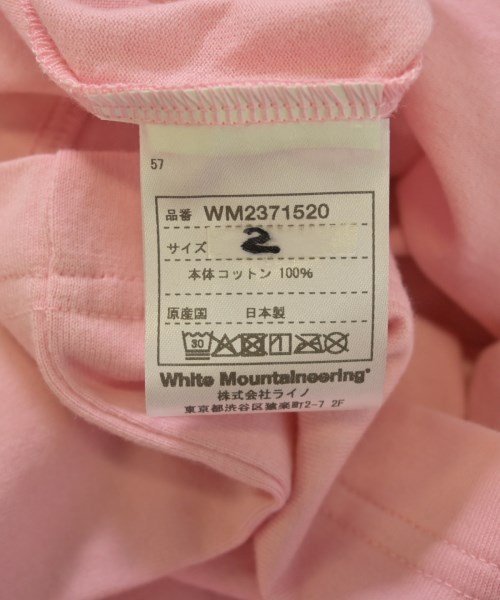 57
品番 WM2371520
サイズ 2
本体コットン 100%
原産国 日本製
30
White Mountaineering®
株式会社ライノ
東京都渋谷区猿楽町2-7 2F